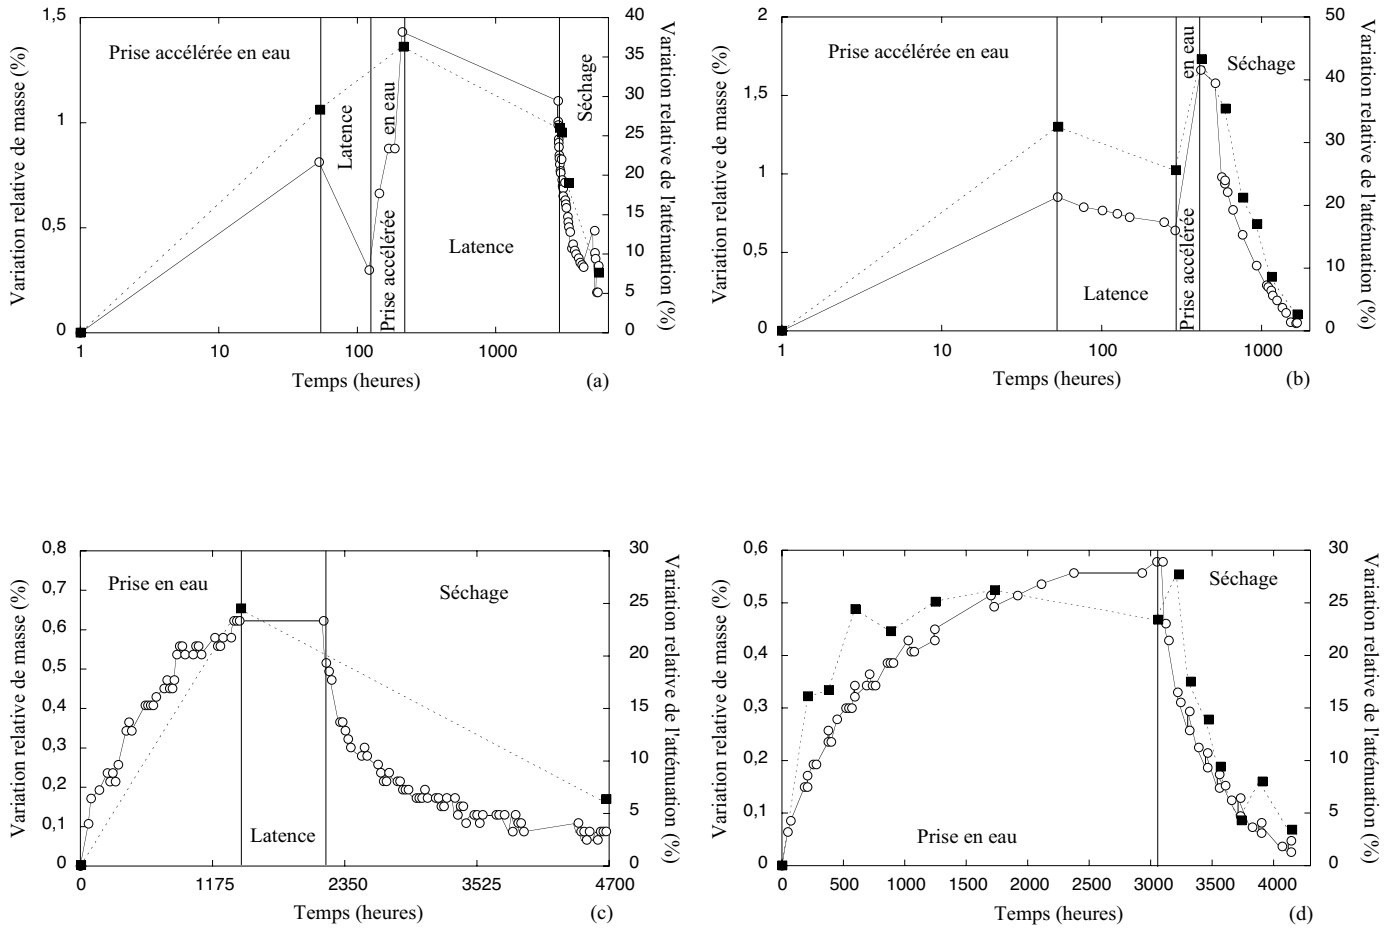 1,5
1
0,5
0
Variation relative de masse (%)
40
35
30
25
20
15
10
5
0
Variation relative de l'atténuation (%)
Prise accélérée en eau
Latence
Prise accélérée en eau
Latence
Séchage
1
10
100
1000
Temps (heures)
(a)
2
1,5
1
0,5
0
Variation relative de masse (%)
50
40
30
20
10
0
Variation relative de l'atténuation (%)
Prise accélérée en eau
Latence
Prise accélérée en eau
Séchage
1
10
100
1000
Temps (heures)
(b)
0,8
0,7
0,6
0,5
0,4
0,3
0,2
0,1
0
Variation relative de masse (%)
30
25
20
15
10
5
0
Variation relative de l'atténuation (%)
Prise en eau
Latence
Séchage
0
1175
2350
3525
4700
Temps (heures)
(c)
0,6
0,5
0,4
0,3
0,2
0,1
0
Variation relative de masse (%)
30
25
20
15
10
5
0
Variation relative de l'atténuation (%)
Prise en eau
Séchage
0
500
1000
1500
2000
2500
3000
3500
4000
Temps (heures)
(d)